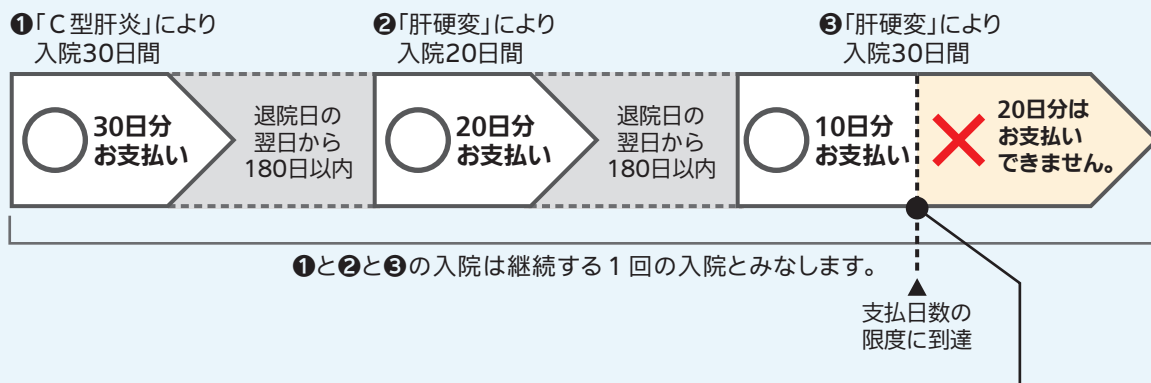 ❶「C型肝炎」により
入院30日間
❷「肝硬変」により
入院20日間
❸「肝硬変」により
入院30日間
30日分
お支払い
退院日の
翌日から
180日以内
20日分
お支払い
退院日の
翌日から
180日以内
10日分
お支払い
20日分は
お支払い
できません。
❶と❷と❸の入院は継続する1回の入院とみなします。
支払日数の
限度に到達